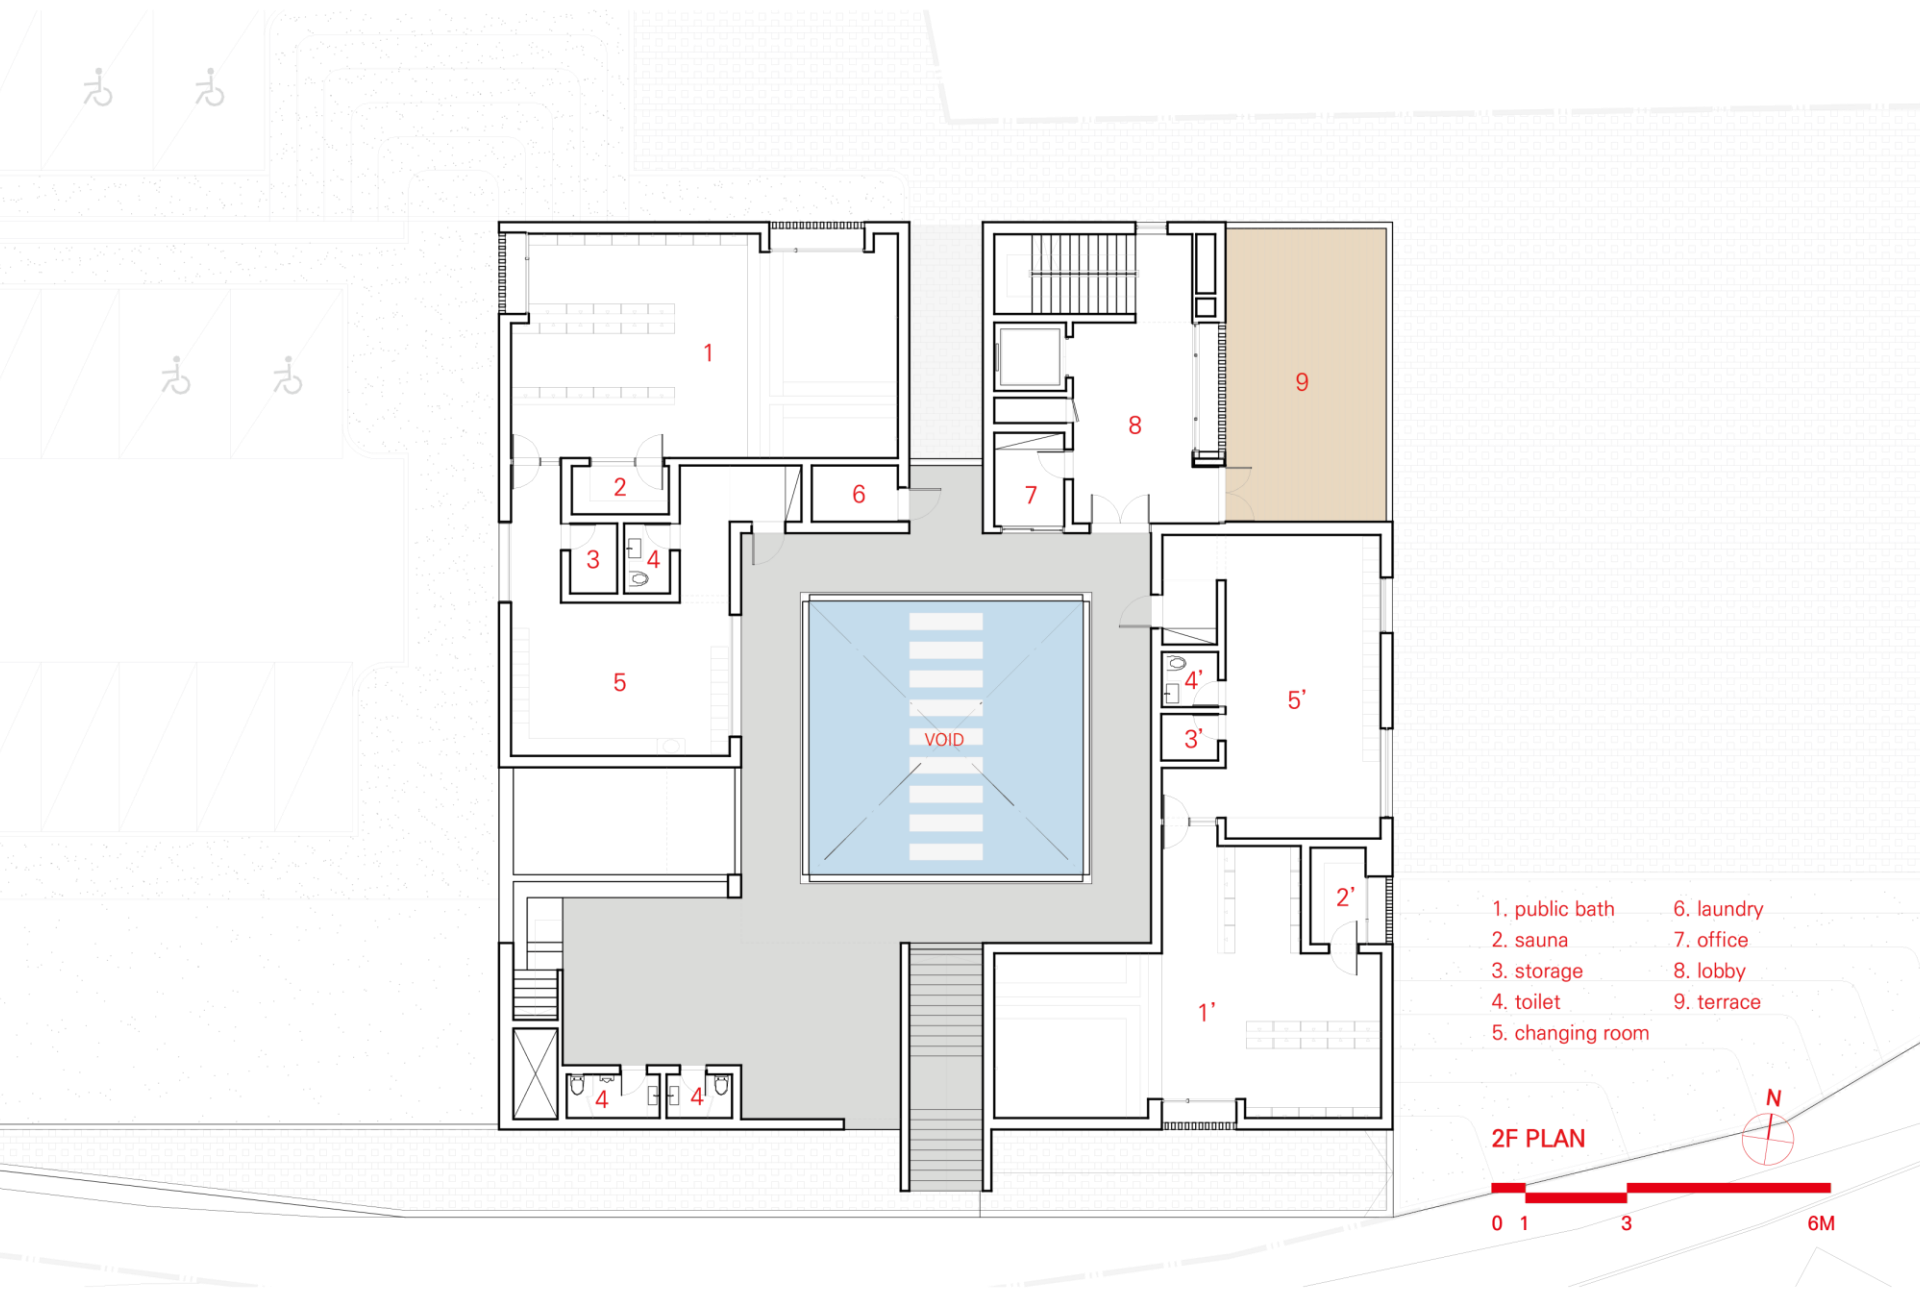 1
9
8
2
6
7
3
4
4’
5
5’
VOID
3’
2’
1’
4
4
1. public bath
2. sauna
3. storage
4. toilet
5. changing room
6. laundry
7. office
8. lobby
9. terrace
N
2F PLAN
0 1 3 6M